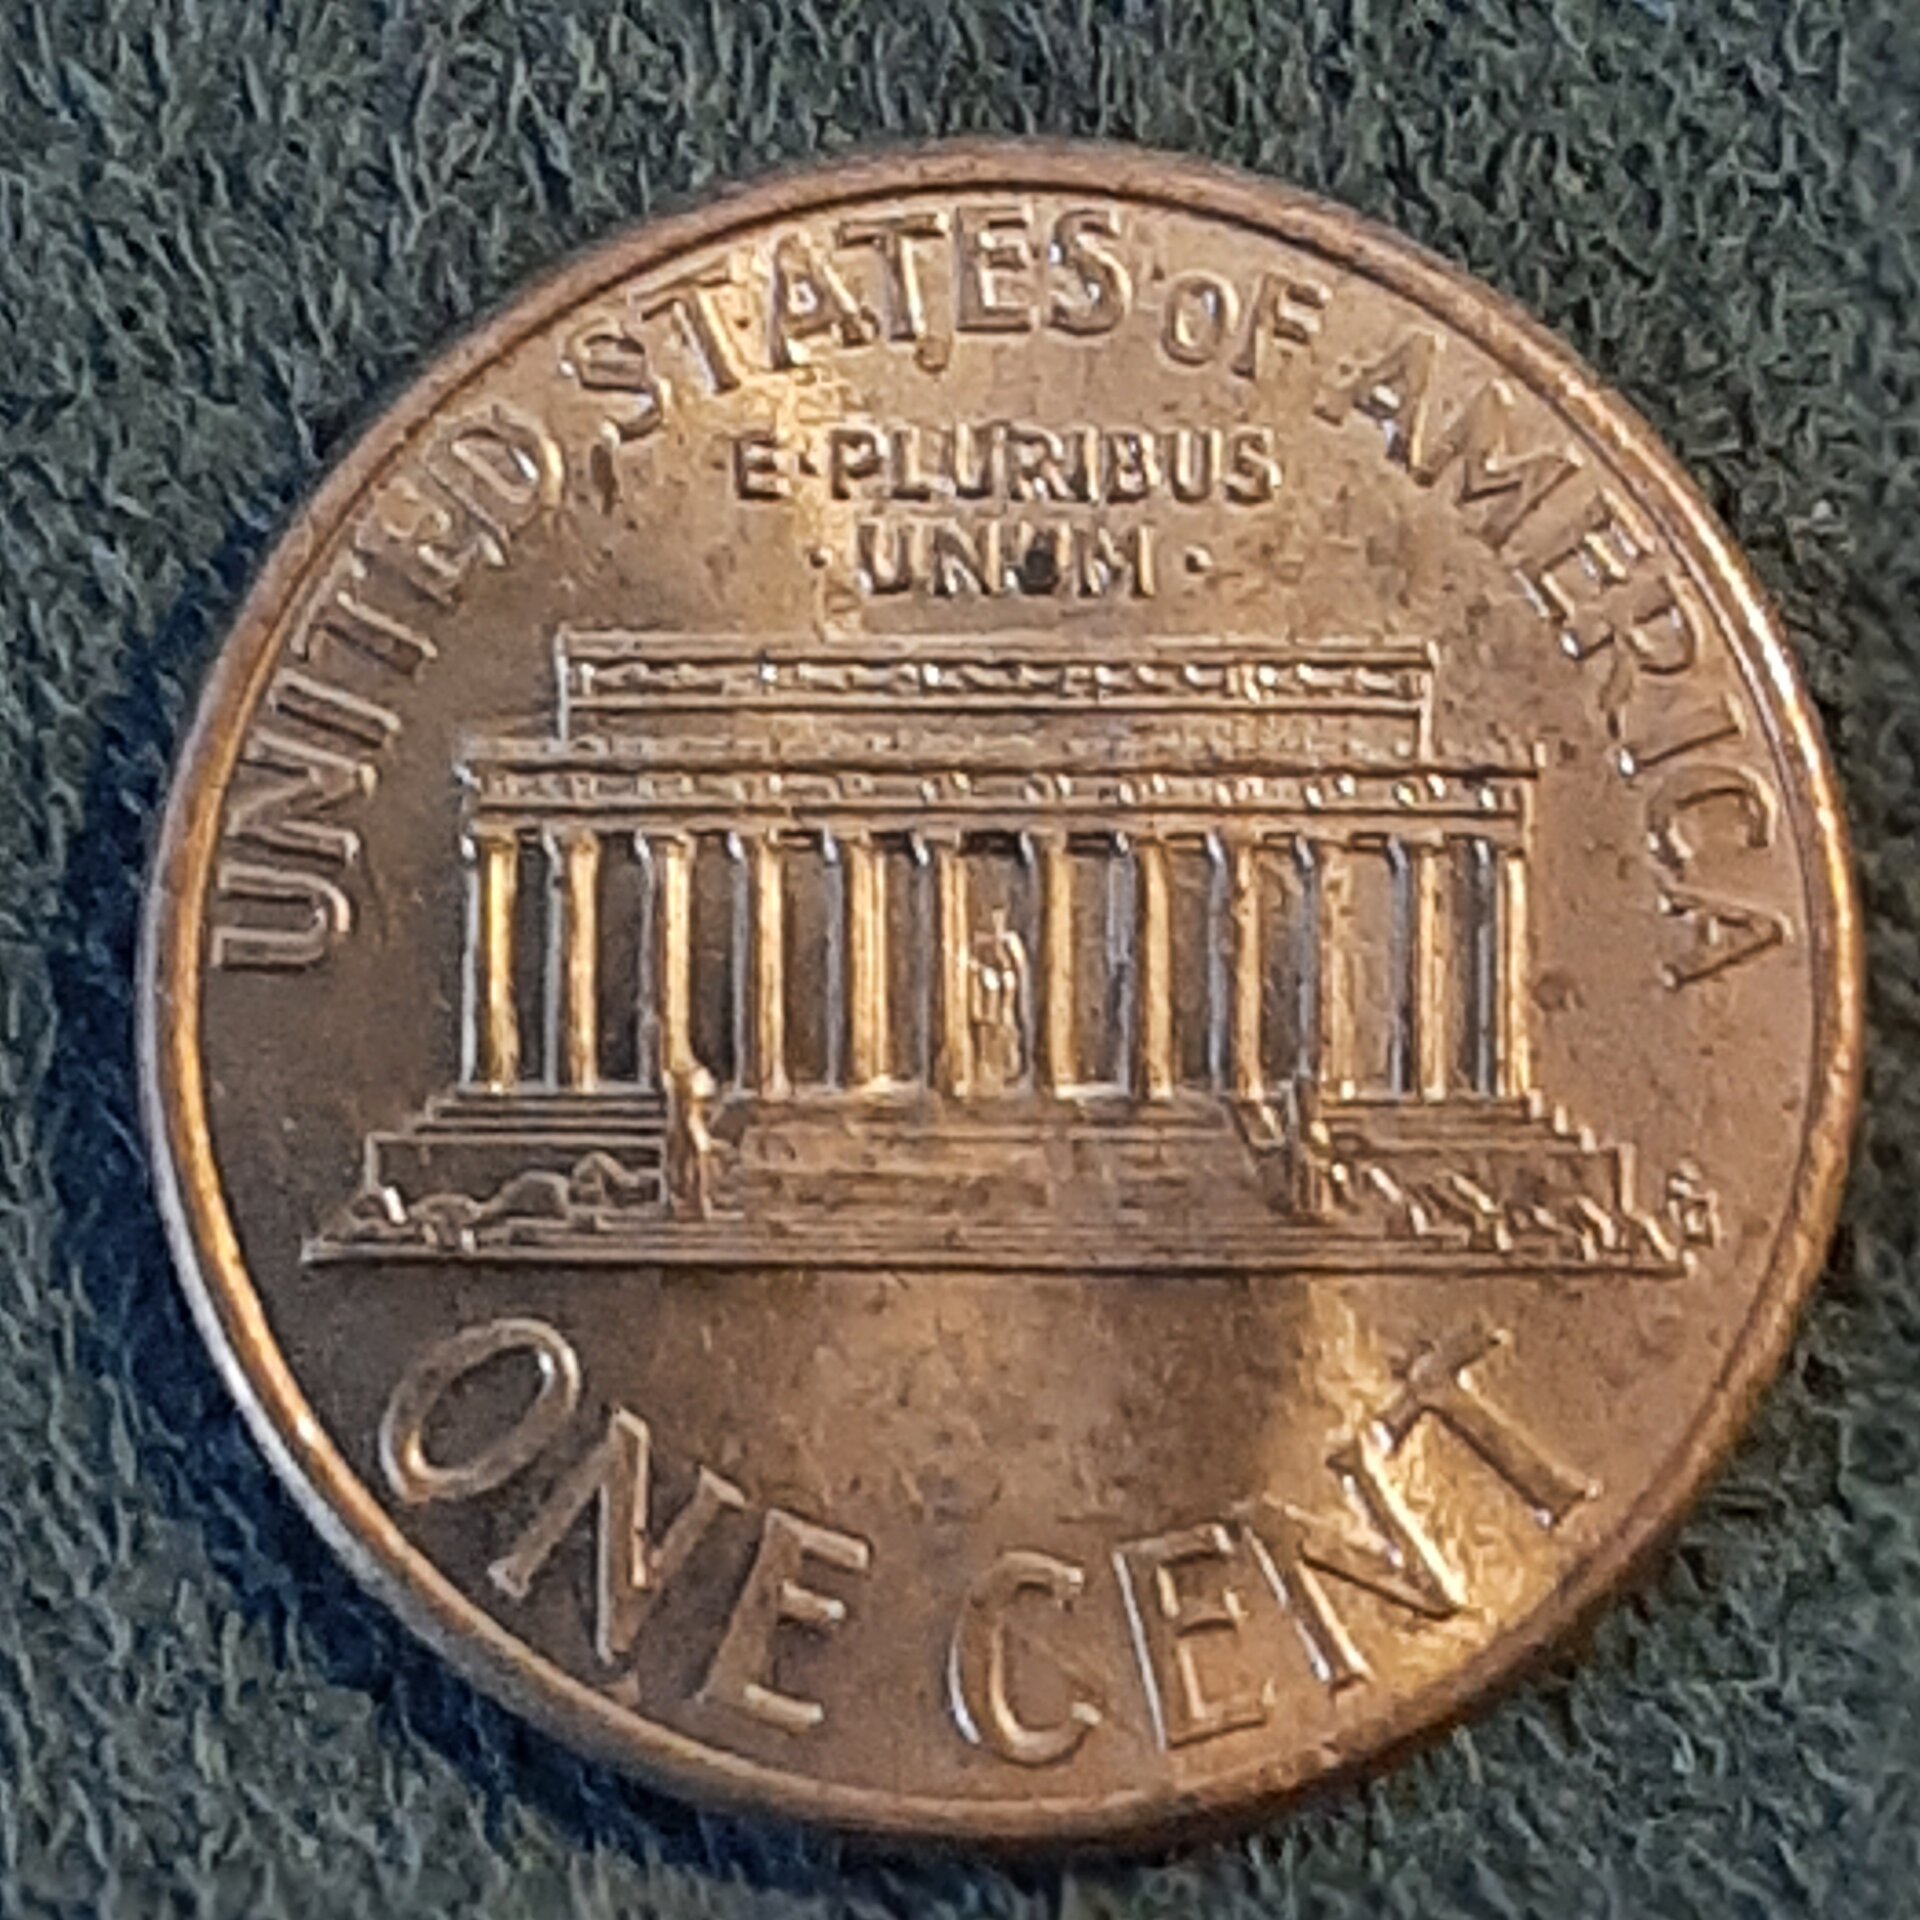 UNITED STATES OF AMERICA
E·PLURIBUS
·UNUM·
ONE CENT